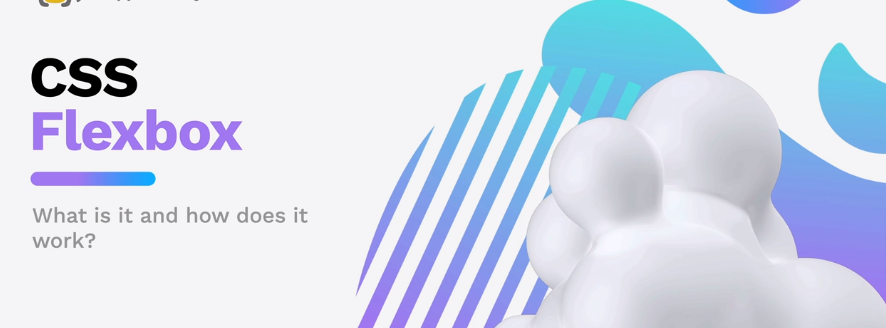 CSS
Flexbox
What is it and how does it
work?